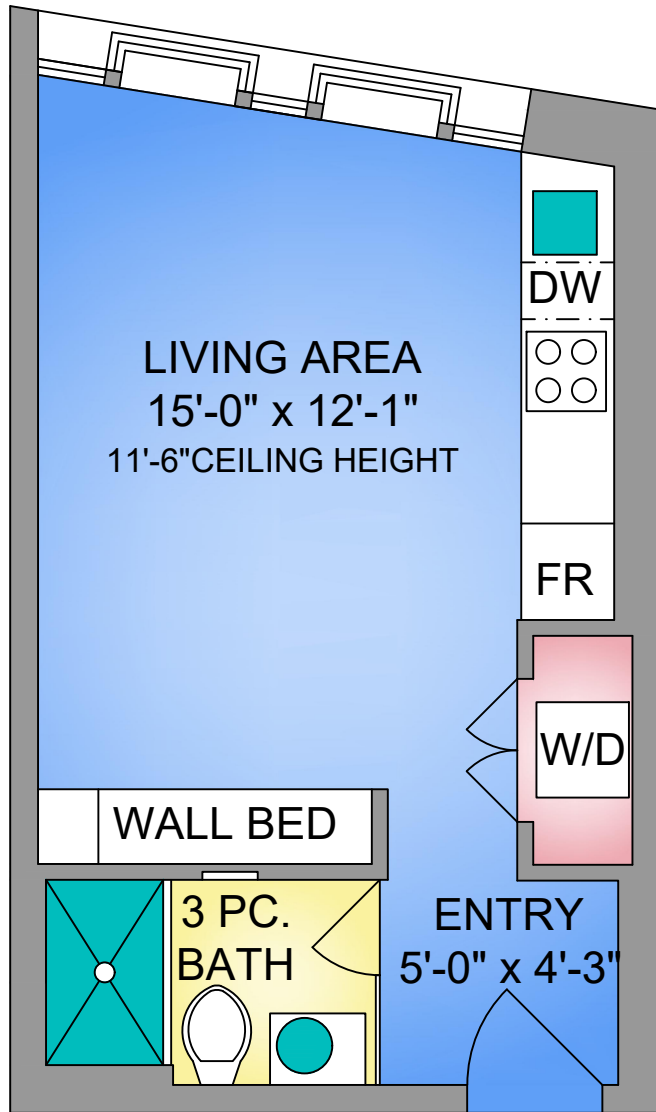 DW
LIVING AREA
15'-0" x 12'-1"
11'-6"CEILING HEIGHT
FR
W/D
WALL BED
3 PC.
BATH
ENTRY
5'-0" x 4'-3"